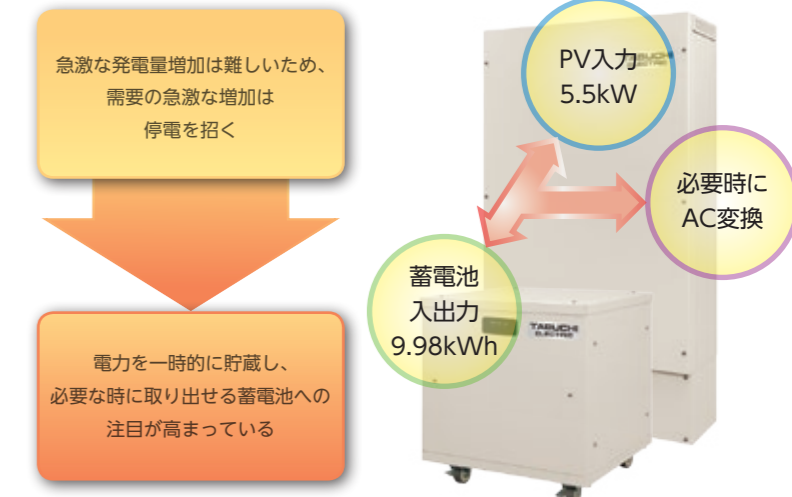 急激な発電量増加は難しいため、
需要の急激な増加は
停電を招く
電力を一時的に貯蔵し、
必要な時に取り出せる蓄電池への
注目が高まっている
PV入力
5.5kW
必要時に
AC変換
蓄電池
入出力
9.98kWh
TABUCHI
ELECTRIC
TABUCHI
ELECTRIC